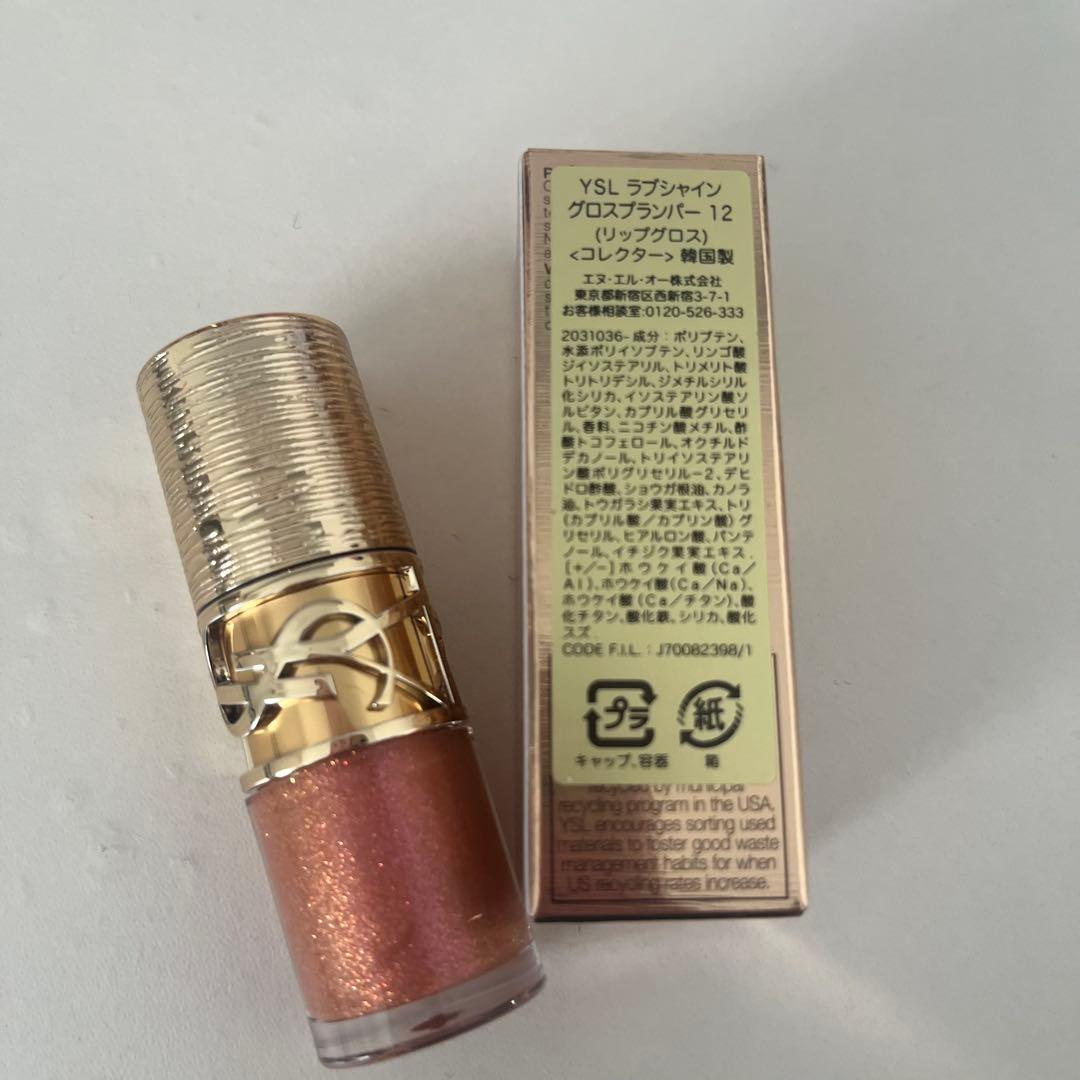 YSL ラブシャイン
グロスプランパー 12
(リップグロス)
<コレクター> 韓国製
エヌ・エル・オー株式会社
東京都新宿区西新宿3-7-1
お客様相談室:0120-526-333
2031036- 成分：ポリブテン、
水添ポリイソブテン、リンゴ酸
ジイソステアリル、トリメリト酸
トリトリデシル、ジメチルシリル
化シリカ、イソステアリン酸ソ
ルビタン、カプリル酸グリセリ
ル、香料、ニコチン酸メチル、酢
酸トコフェロール、オクチルド
デカノール、トリイソステアリ
ン酸ポリグリセリル-2、デヒ
ドロ酢酸、ショウガ根油、カノラ
油、トウガラシ果実エキス、トリ
(カプリル酸／カプリン酸)グ
リセリル、ヒアルロン酸、パンテ
ノール、イチジク果実エキス .
[+/-]ホウケイ酸(Ca／
Al)、ホウケイ酸(Ca／Na)、
ホウケイ酸(Ca／チタン)、酸
化チタン、酸化鉄、シリカ、酸化
スズ
CODE F.I.L. : J70082398/1
プラ 紙
キャップ、容器 箱
recycled by municipal
recycling program in the USA.
YSL encourages sorting used
materials to foster good waste
management habits for when
US recycling rates increase.